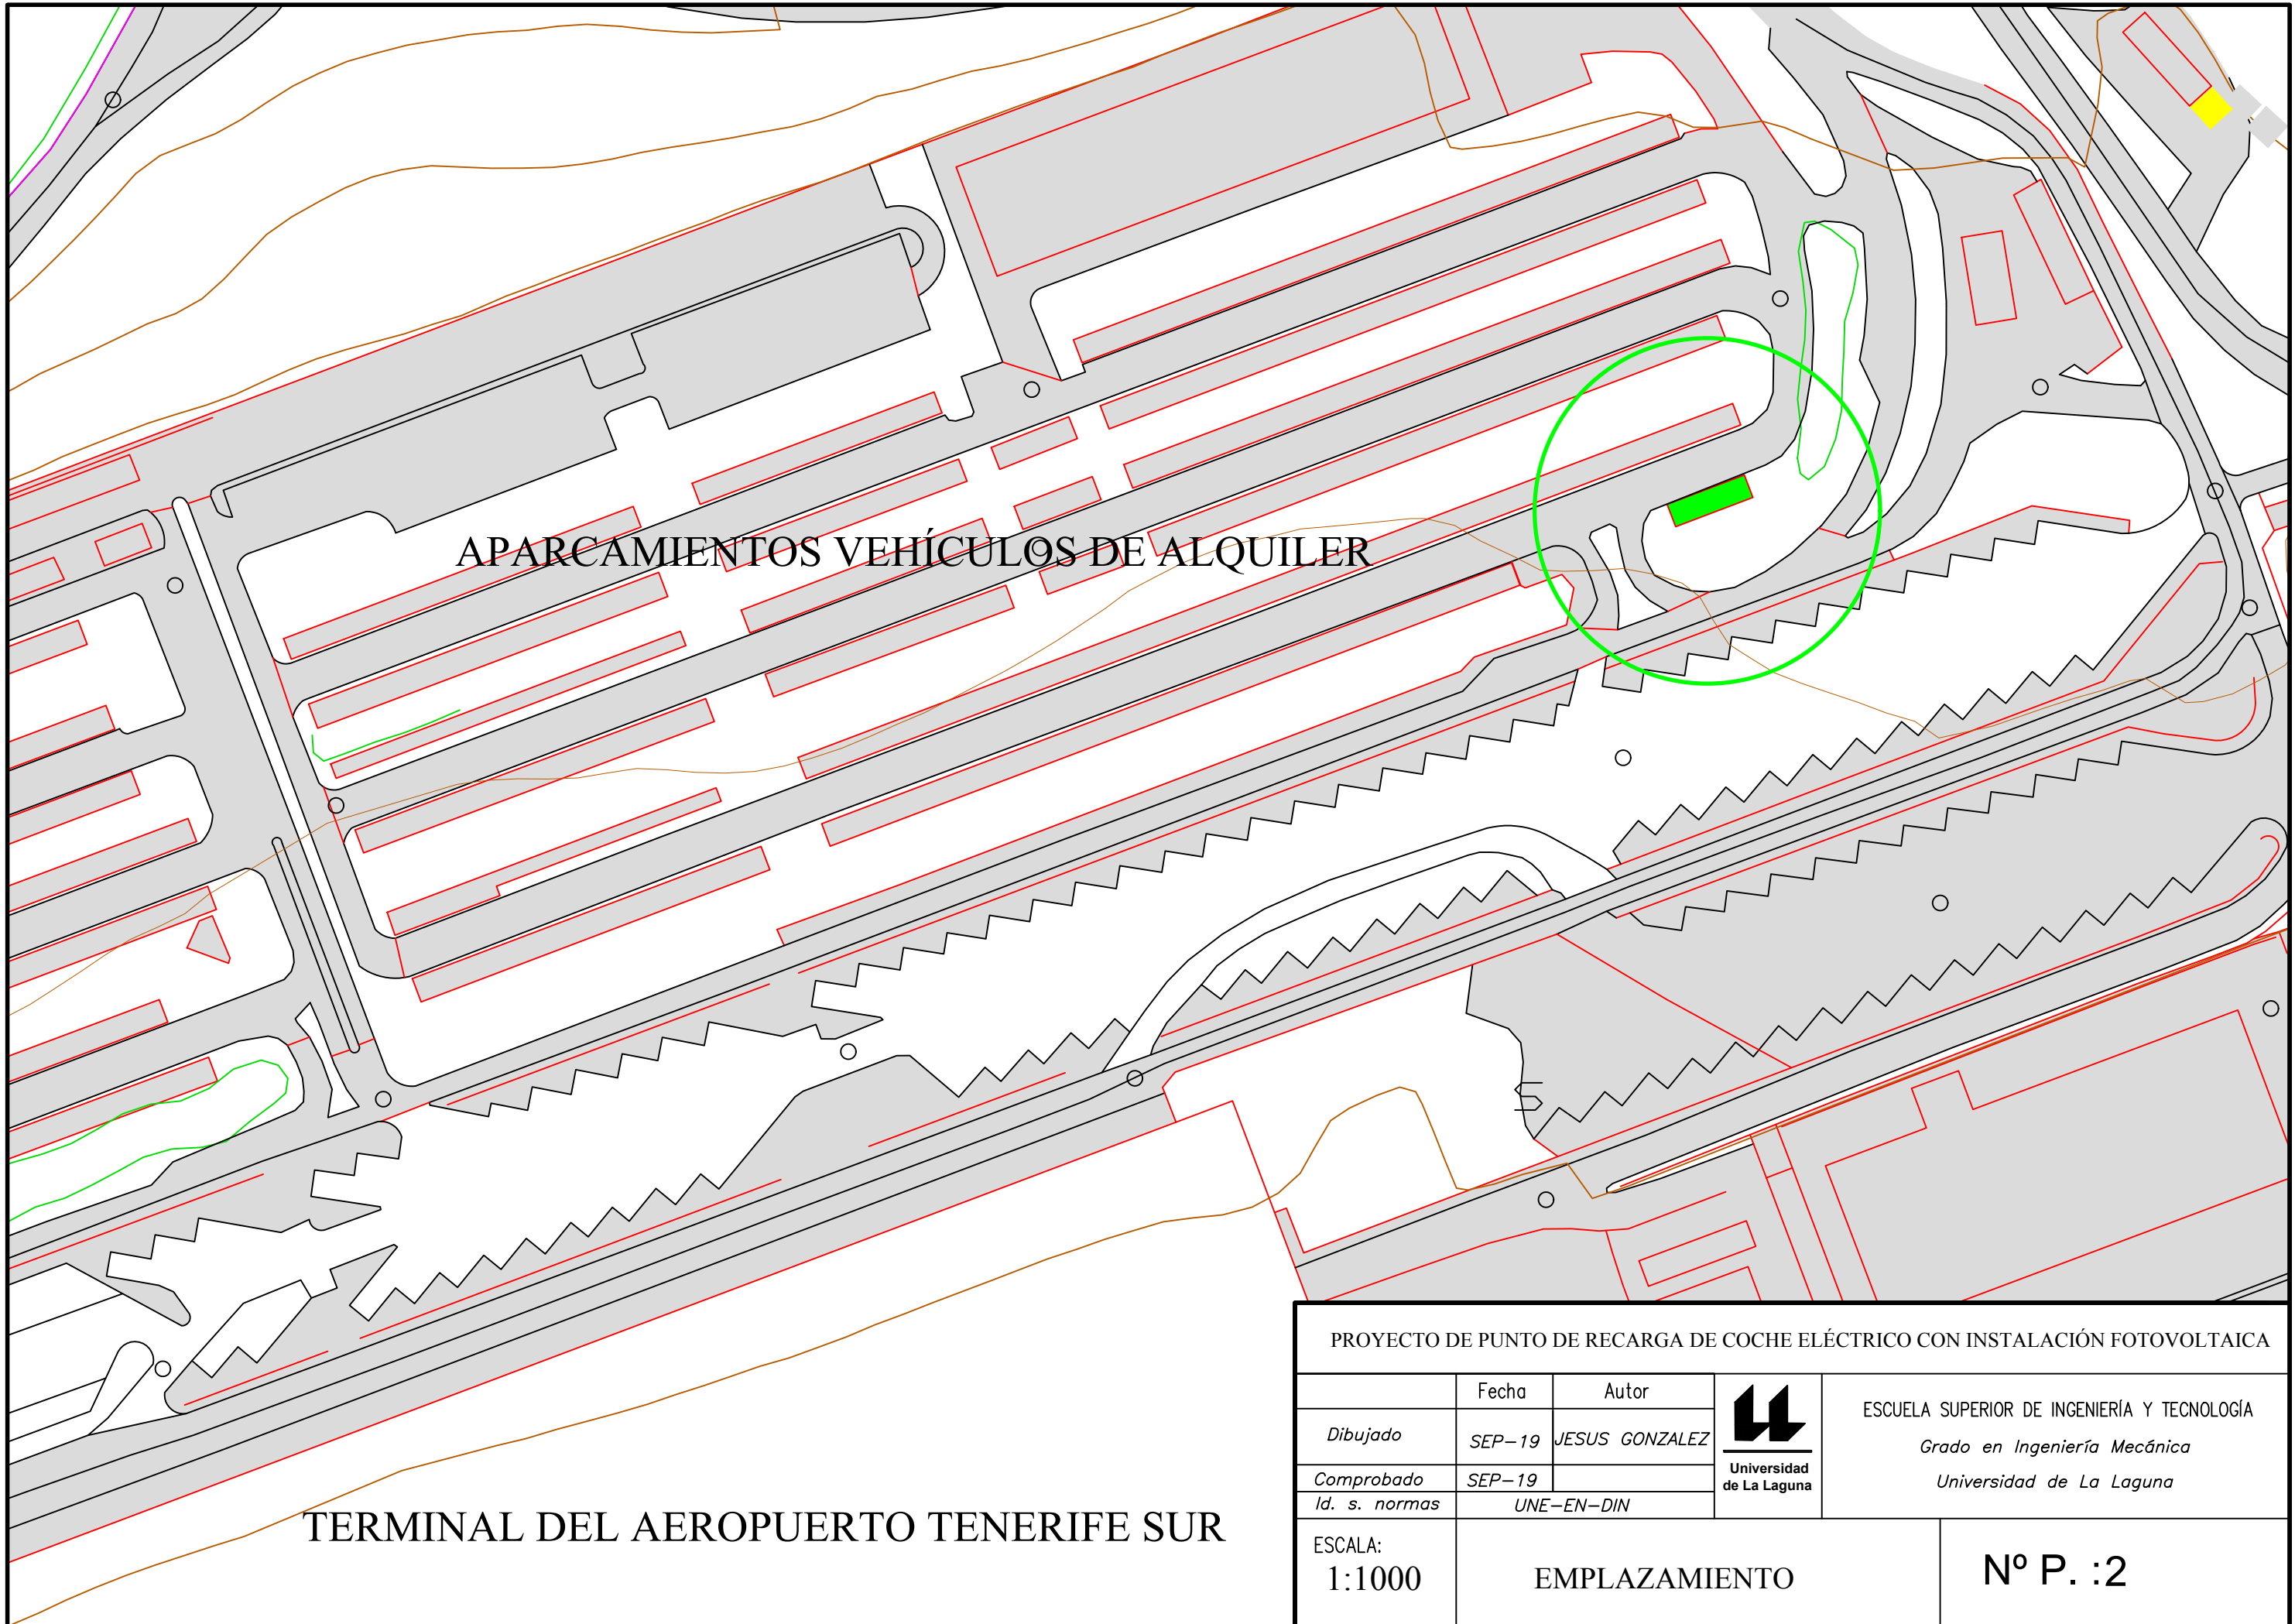 APARCAMIENTOS VEHÍCULOS DE ALQUILER
TERMINAL DEL AEROPUERTO TENERIFE SUR
PROYECTO DE PUNTO DE RECARGA DE COCHE ELÉCTRICO CON INSTALACIÓN FOTOVOLTAICA
Fecha
Autor
Dibujado
SEP-19
JESUS GONZALEZ
Comprobado
SEP-19
Id. s. normas
UNE-EN-DIN
Universidad
de La Laguna
ESCUELA SUPERIOR DE INGENIERÍA Y TECNOLOGÍA
Grado en Ingeniería Mecánica
Universidad de La Laguna
ESCALA:
1:1000
EMPLAZAMIENTO
Nº P. :2